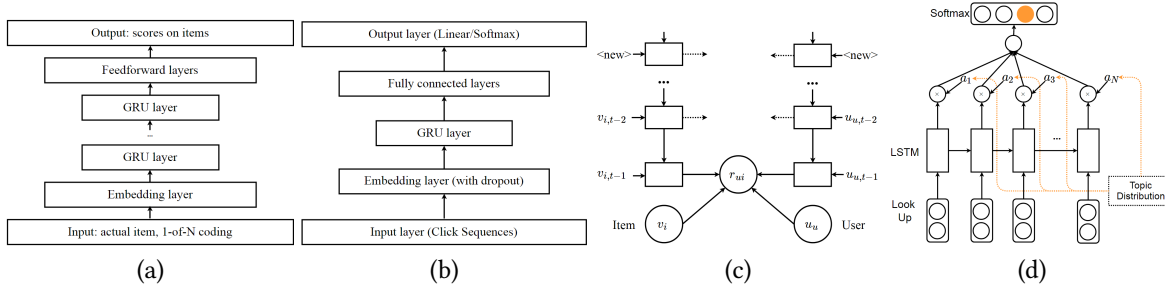 Output: scores on items
Feedforward layers
GRU layer
...
GRU layer
Embedding layer
Input: actual item, 1-of-N coding
(a)
Output layer (Linear/Softmax)
Fully connected layers
GRU layer
Embedding layer (with dropout)
Input layer (Click Sequences)
(b)
<new> <new>
... ...
v_{i,t−2} u_{u,t−2}
v_{i,t−1} r_{ui} u_{u,t−1}
Item v_i u_u User
(c)
Softmax
a_1 a_2 a_3 a_N
× × × ×
LSTM ...
Topic
Distribution
Look
Up
(d)